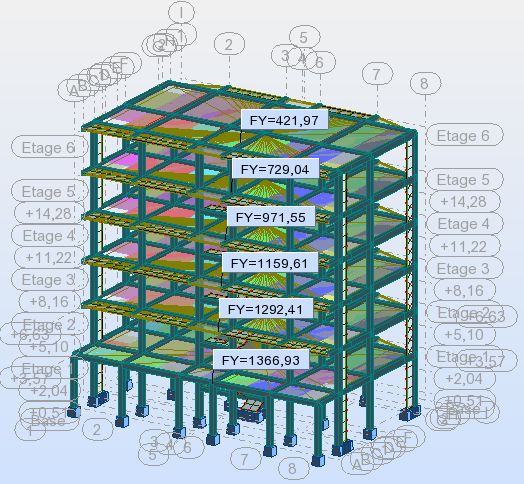 I
1
2
5
3
4
6
7
8
A
B
C
D
E
F
FY=421,97
Etage 6
Etage 6
FY=729,04
Etage 5
Etage 5
+14,28
+14,28
FY=971,55
Etage 4
Etage 4
+11,22
+11,22
FY=1159,61
Etage 3
Etage 3
+8,16
+8,16
FY=1292,41
Etage 2
Etage 2
+5,10
+5,10
FY=1366,93
Etage 1
+2,04
+2,04
+0,51
+0,51
Base
F
2
3
4
5
6
7
8
A
B